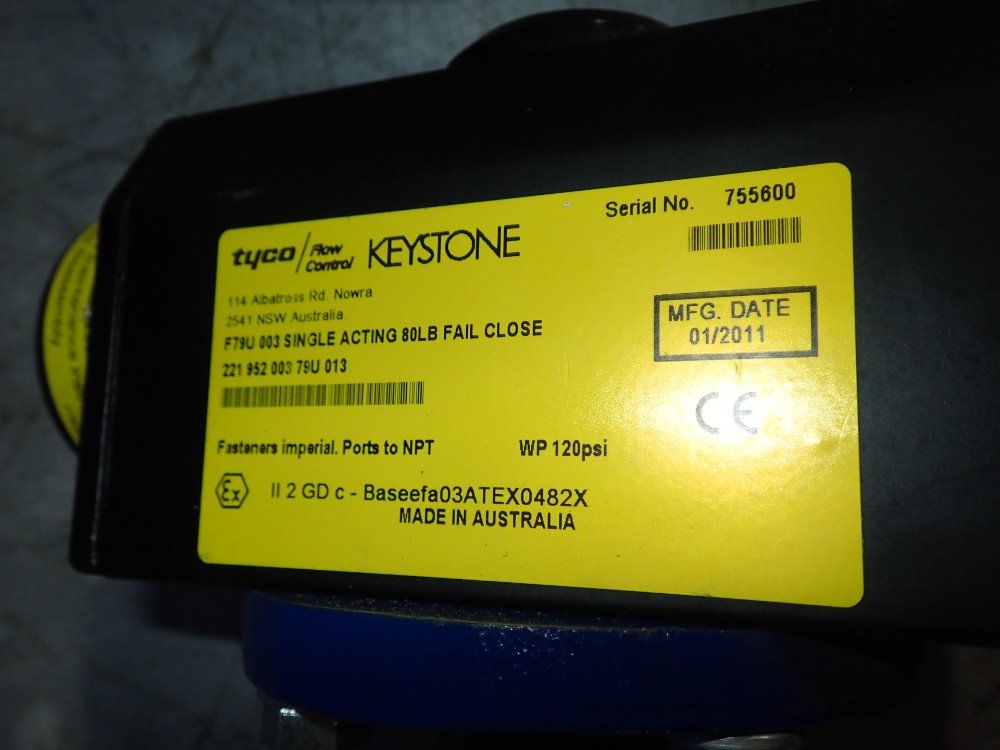 tyco / Flow Control KEYSTONE
Serial No. 755600
114 Albatross Rd. Nowra
2541 NSW Australia.
F79U 003 SINGLE ACTING 80LB FAIL CLOSE
221 952 003 79U 013
MFG. DATE
01/2011
CE
Fasteners imperial. Ports to NPT WP 120psi
Ex II 2 GD c - Baseefa03ATEX0482X
MADE IN AUSTRALIA